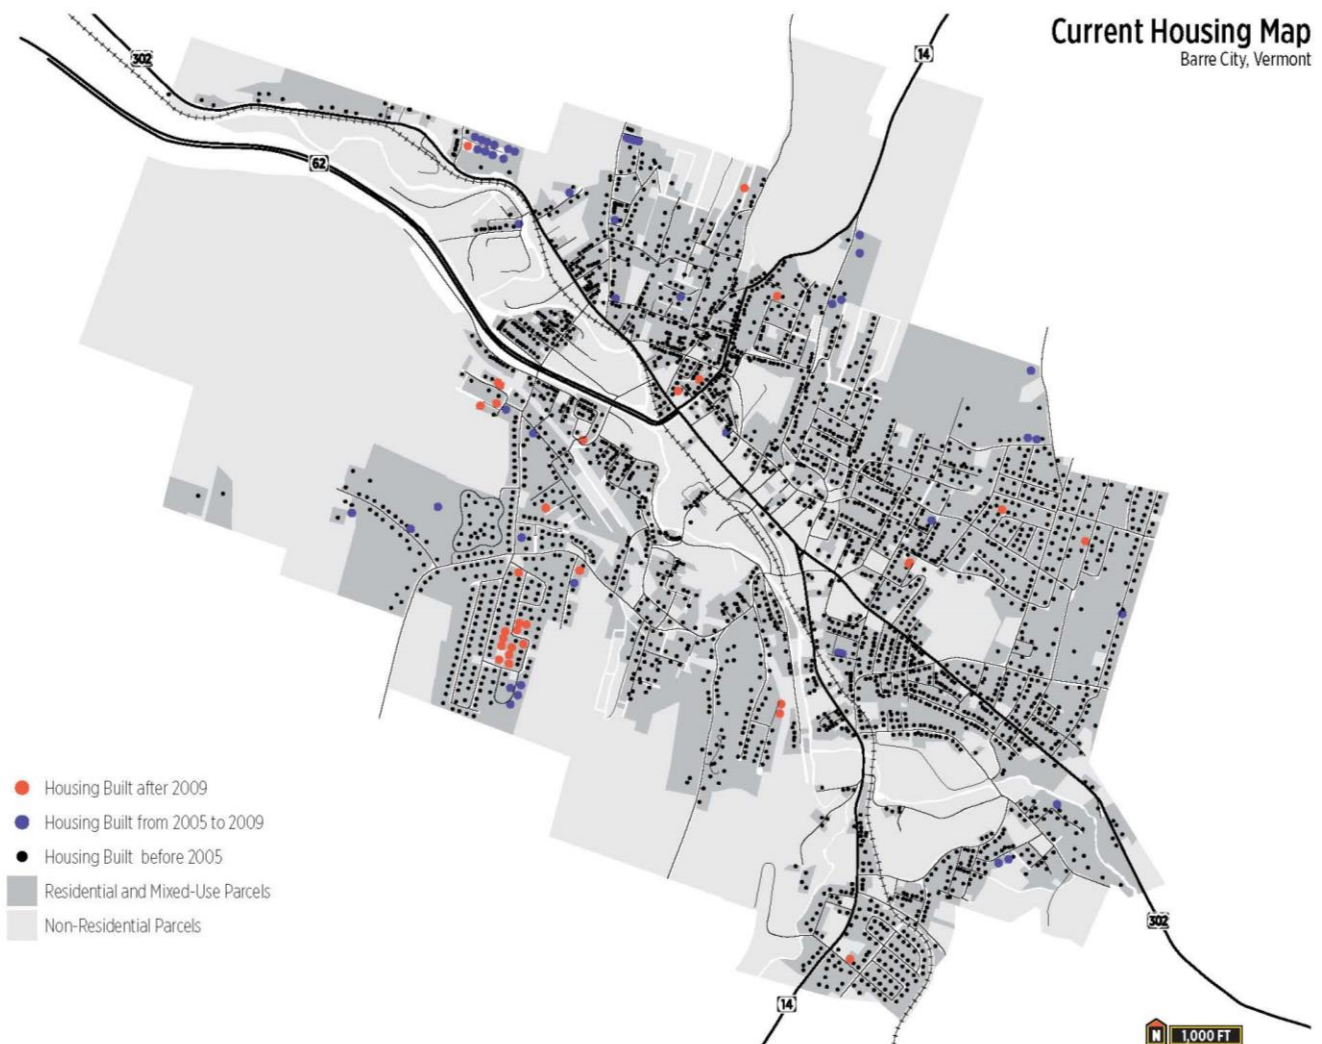 Current Housing Map
Barre City, Vermont
302
14
62
Housing Built after 2009
Housing Built from 2005 to 2009
Housing Built before 2005
Residential and Mixed-Use Parcels
Non-Residential Parcels
302
14
N
1,000 FT